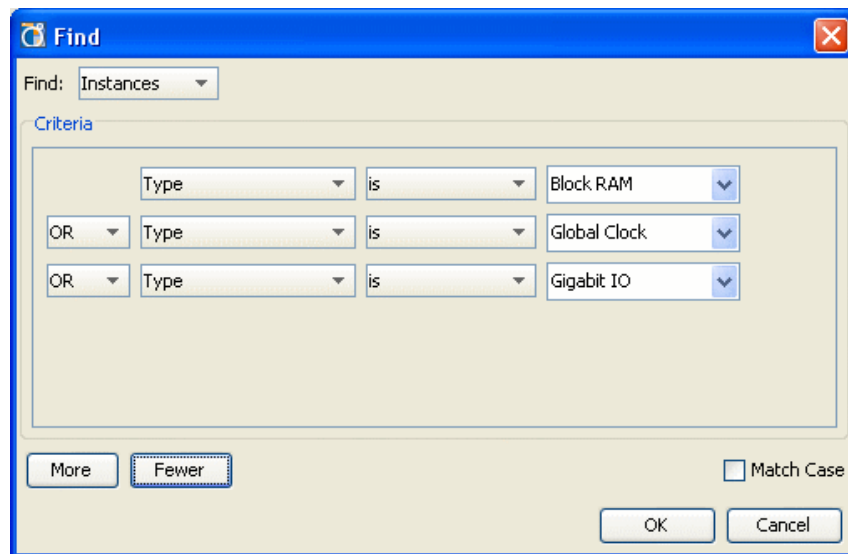 Find
Find: Instances
Criteria
Type is Block RAM
OR Type is Global Clock
OR Type is Gigabit IO
More Fewer Match Case
OK Cancel